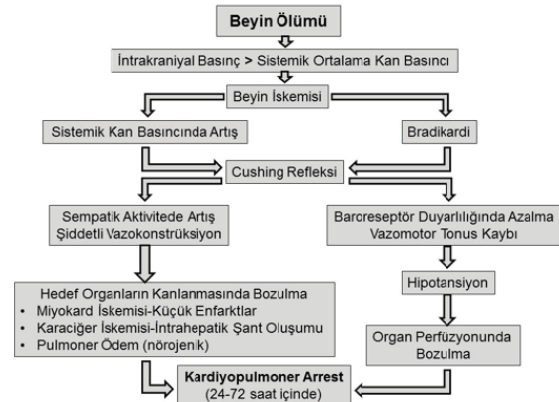 Beyin Ölümü
İntrakraniyal Basınç > Sistemik Ortalama Kan Basıncı
Beyin İskemisi
Sistemik Kan Basıncında Artış
Bradikardi
Cushing Refleksi
Sempatik Aktivitede Artış
Şiddetli Vazokonstrüksiyon
Baroreseptör Duyarlılığında Azalma
Vazomotor Tonus Kaybı
Hipotansiyon
Hedef Organların Kanlanmasında Bozulma
• Miyokard İskemisi-Küçük Enfarktlar
• Karaciğer İskemisi-İntrahepatik Şant Oluşumu
• Pulmoner Ödem (nörojenik)
Organ Perfüzyonunda
Bozulma
Kardiyopulmoner Arrest
(24-72 saat içinde)